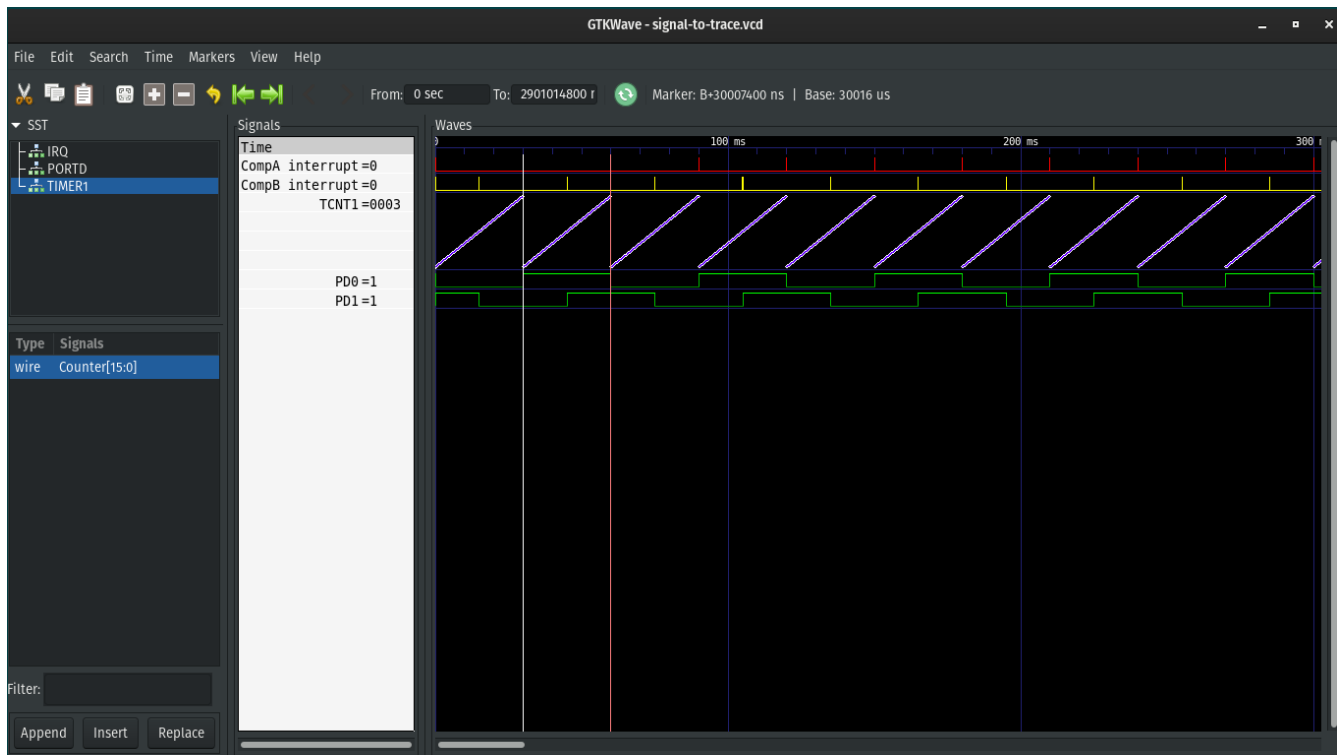 GTKWave - signal-to-trace.vcd
File Edit Search Time Markers View Help
From: 0 sec To: 2901014800 Marker: B+30007400 ns | Base: 30016 us
SST
IRQ
PORTD
TIMER1
Type Signals
wire Counter[15:0]
Filter:
Append Insert Replace
Signals
Time
CompA interrupt=0
CompB interrupt=0
TCNT1=0003
PD0=1
PD1=1
Waves
100 ms 200 ms 300